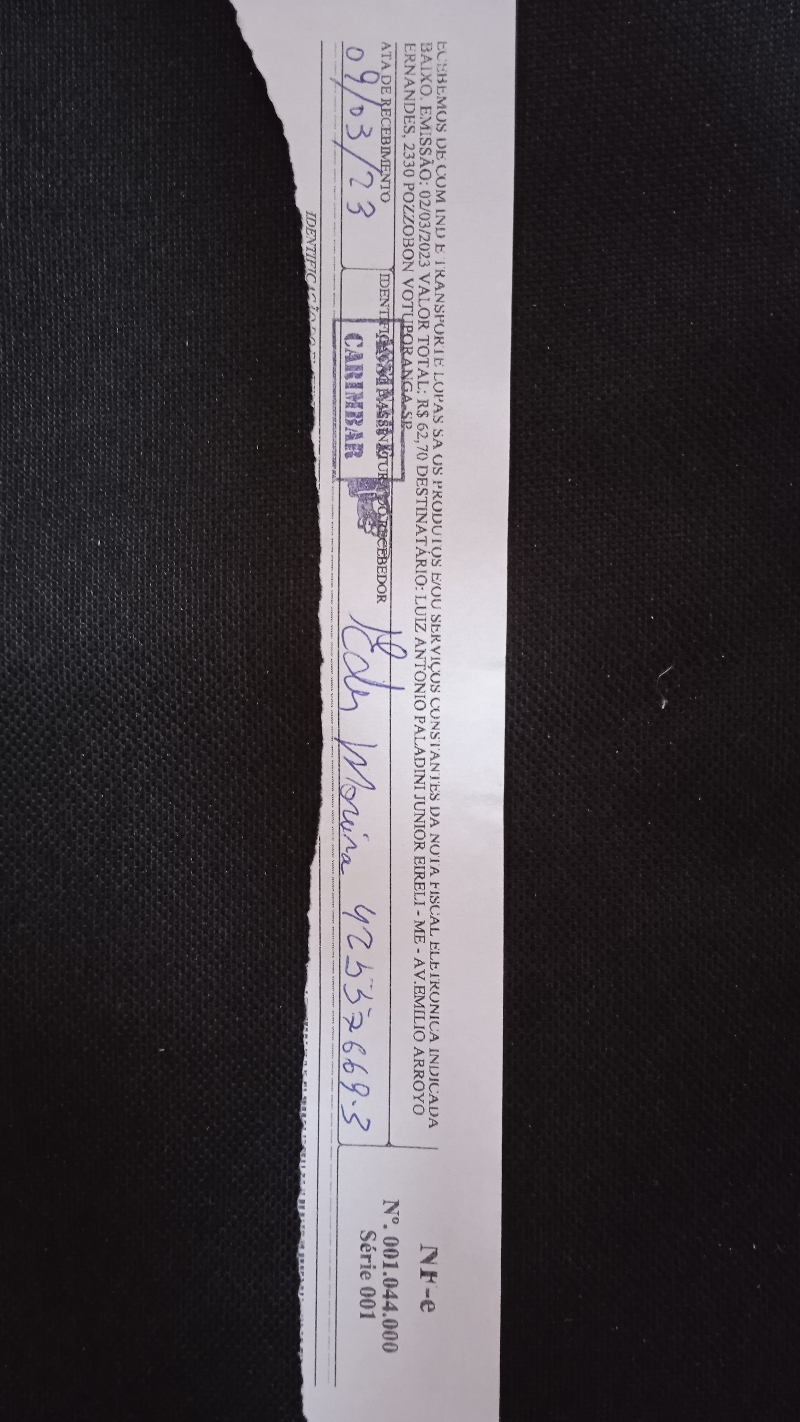 ECEBEMOS DE COM IND E TRANSPORTE LOPAS SA OS PRODUTOS E/OU SERVIÇOS CONSTANTES DA NOTA FISCAL ELETRÔNICA INDICADA
BAIXO. EMISSÃO: 02/03/2023 VALOR TOTAL: R$ 62,70 DESTINATÁRIO: LUIZ ANTONIO PALADINI JUNIOR EIRELI - ME - AV.EMILIO ARROYO
ERNANDES, 2330 POZZOBON VOTUPORANGA-SP
NF-e
Nº. 001.044.000
Série 001
ATA DE RECEBIMENTO
09/03/23
IDENTIFICAÇÃO E ASSINATURA DO RECEBEDOR
CARIMBAR
Moreira 42557669-3